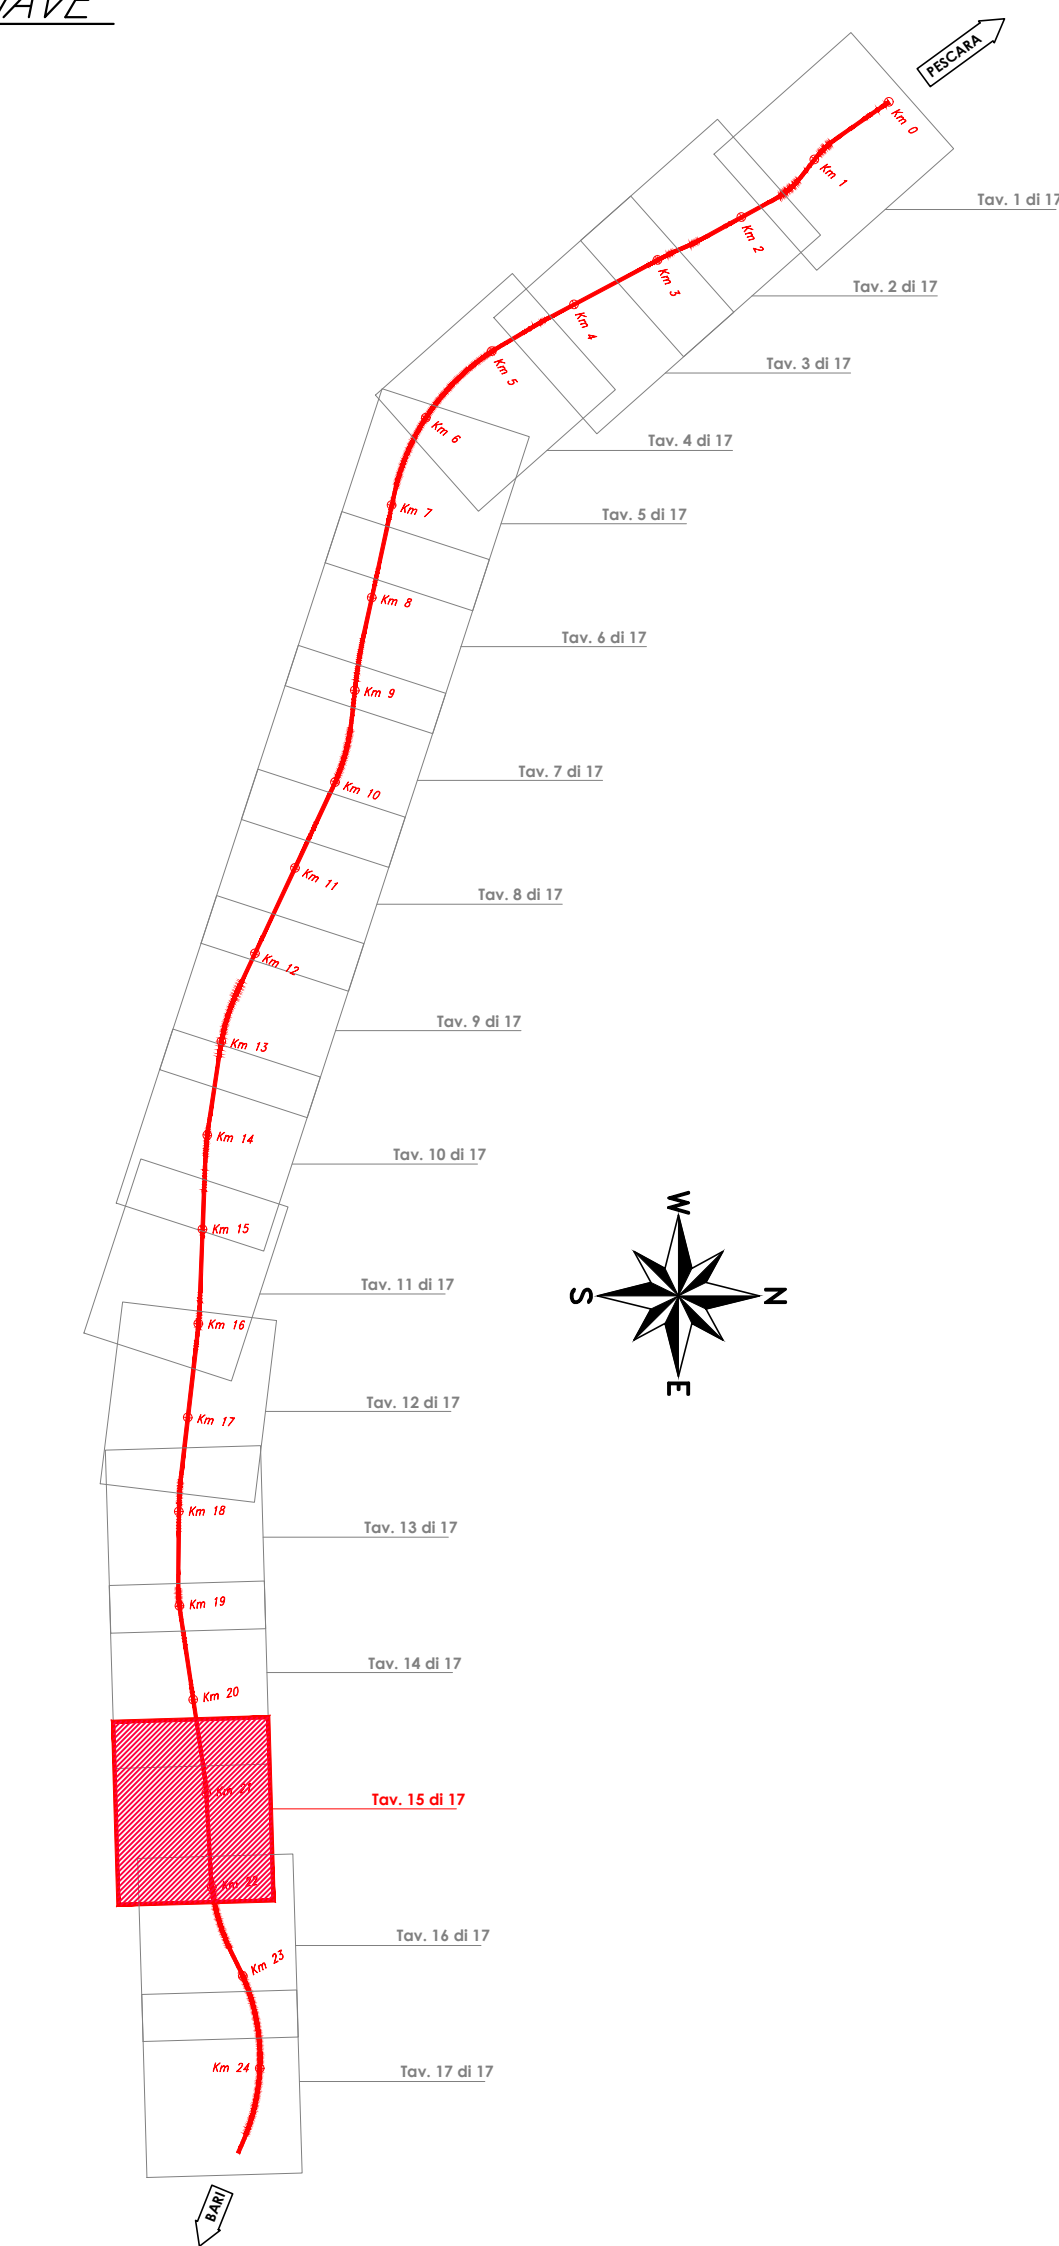 PESCARA
Km 0
Km 1
Tav. 1 di 17
Km 2
Km 3
Tav. 2 di 17
Km 4
Tav. 3 di 17
Km 5
Km 6
Tav. 4 di 17
Km 7
Tav. 5 di 17
Km 8
Tav. 6 di 17
Km 9
Tav. 7 di 17
Km 10
Km 11
Tav. 8 di 17
Km 12
Tav. 9 di 17
Km 13
Km 14
Tav. 10 di 17
W
Km 15
Tav. 11 di 17
S
N
Km 16
E
Tav. 12 di 17
Km 17
Km 18
Tav. 13 di 17
Km 19
Tav. 14 di 17
Km 20
Km 21
Tav. 15 di 17
Km 22
Tav. 16 di 17
Km 23
Km 24
Tav. 17 di 17
BARI